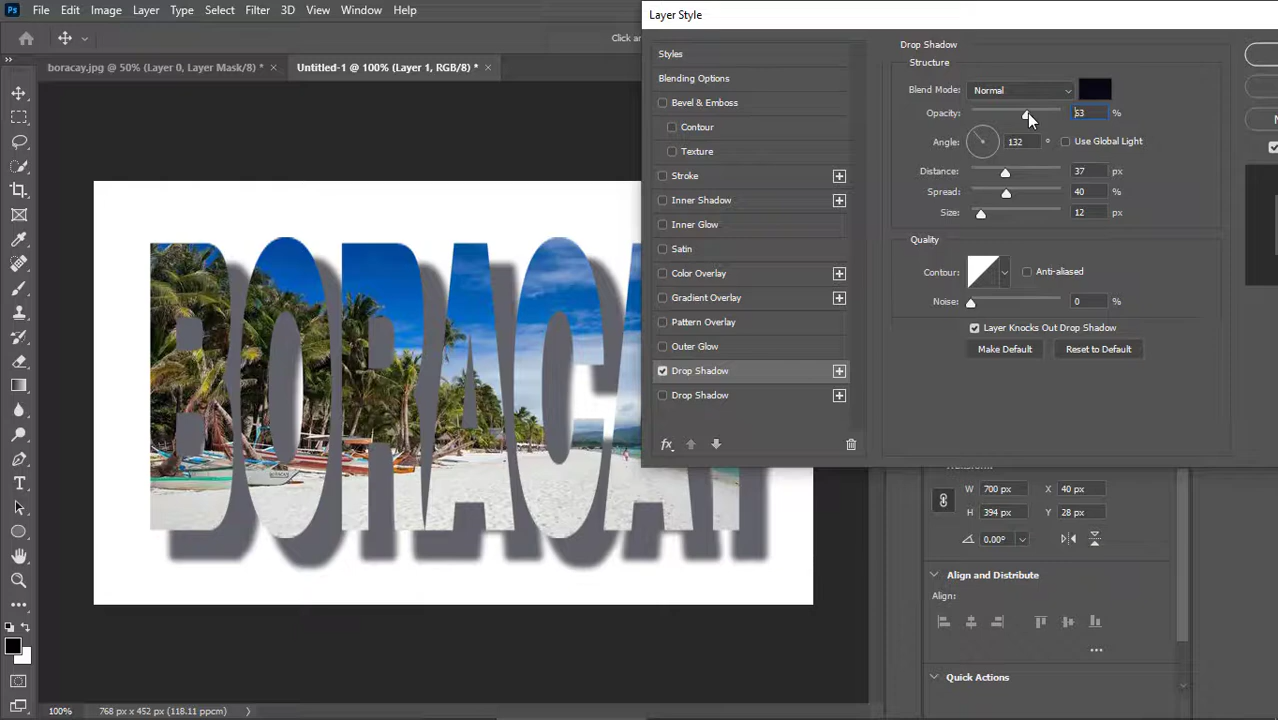 Ps File Edit Image Layer Type Select Filter 3D View Window Help
Layer Style
boracay.jpg @ 50% (Layer 0, Layer Mask/8) * ×
Untitled-1 @ 100% (Layer 1, RGB/8) * ×
BORACAY
Styles
Blending Options
Bevel & Emboss
Contour
Texture
Stroke
Inner Shadow
Inner Glow
Satin
Color Overlay
Gradient Overlay
Pattern Overlay
Outer Glow
Drop Shadow
Drop Shadow
fx
Drop Shadow
Structure
Blend Mode: Normal
Opacity: 63 %
Angle: 132 ° Use Global Light
Distance: 37 px
Spread: 40 %
Size: 12 px
Quality
Contour: Anti-aliased
Noise: 0 %
Layer Knocks Out Drop Shadow
Make Default Reset to Default
W 700 px X 40 px
H 394 px Y 28 px
0.00°
Align and Distribute
Align:
Quick Actions
100% 768 px x 452 px (118.11 ppcm)